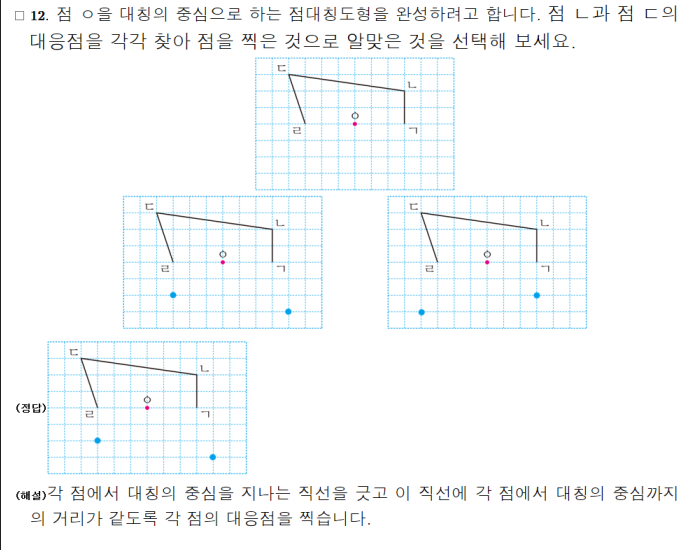 □ 12. 점 ㅇ을 대칭의 중심으로 하는 점대칭도형을 완성하려고 합니다. 점 ㄴ과 점 ㄷ의
대응점을 각각 찾아 점을 찍은 것으로 알맞은 것을 선택해 보세요.
ㄷ
ㄴ
ㅇ
ㄹ ㄱ
ㄷ ㄷ
ㄴ ㄴ
ㅇ ㅇ
ㄹ ㄱ ㄹ ㄱ
ㄷ
ㄴ
ㅇ
(정답) ㄹ ㄱ
(해설)각 점에서 대칭의 중심을 지나는 직선을 긋고 이 직선에 각 점에서 대칭의 중심까지
의 거리가 같도록 각 점의 대응점을 찍습니다.